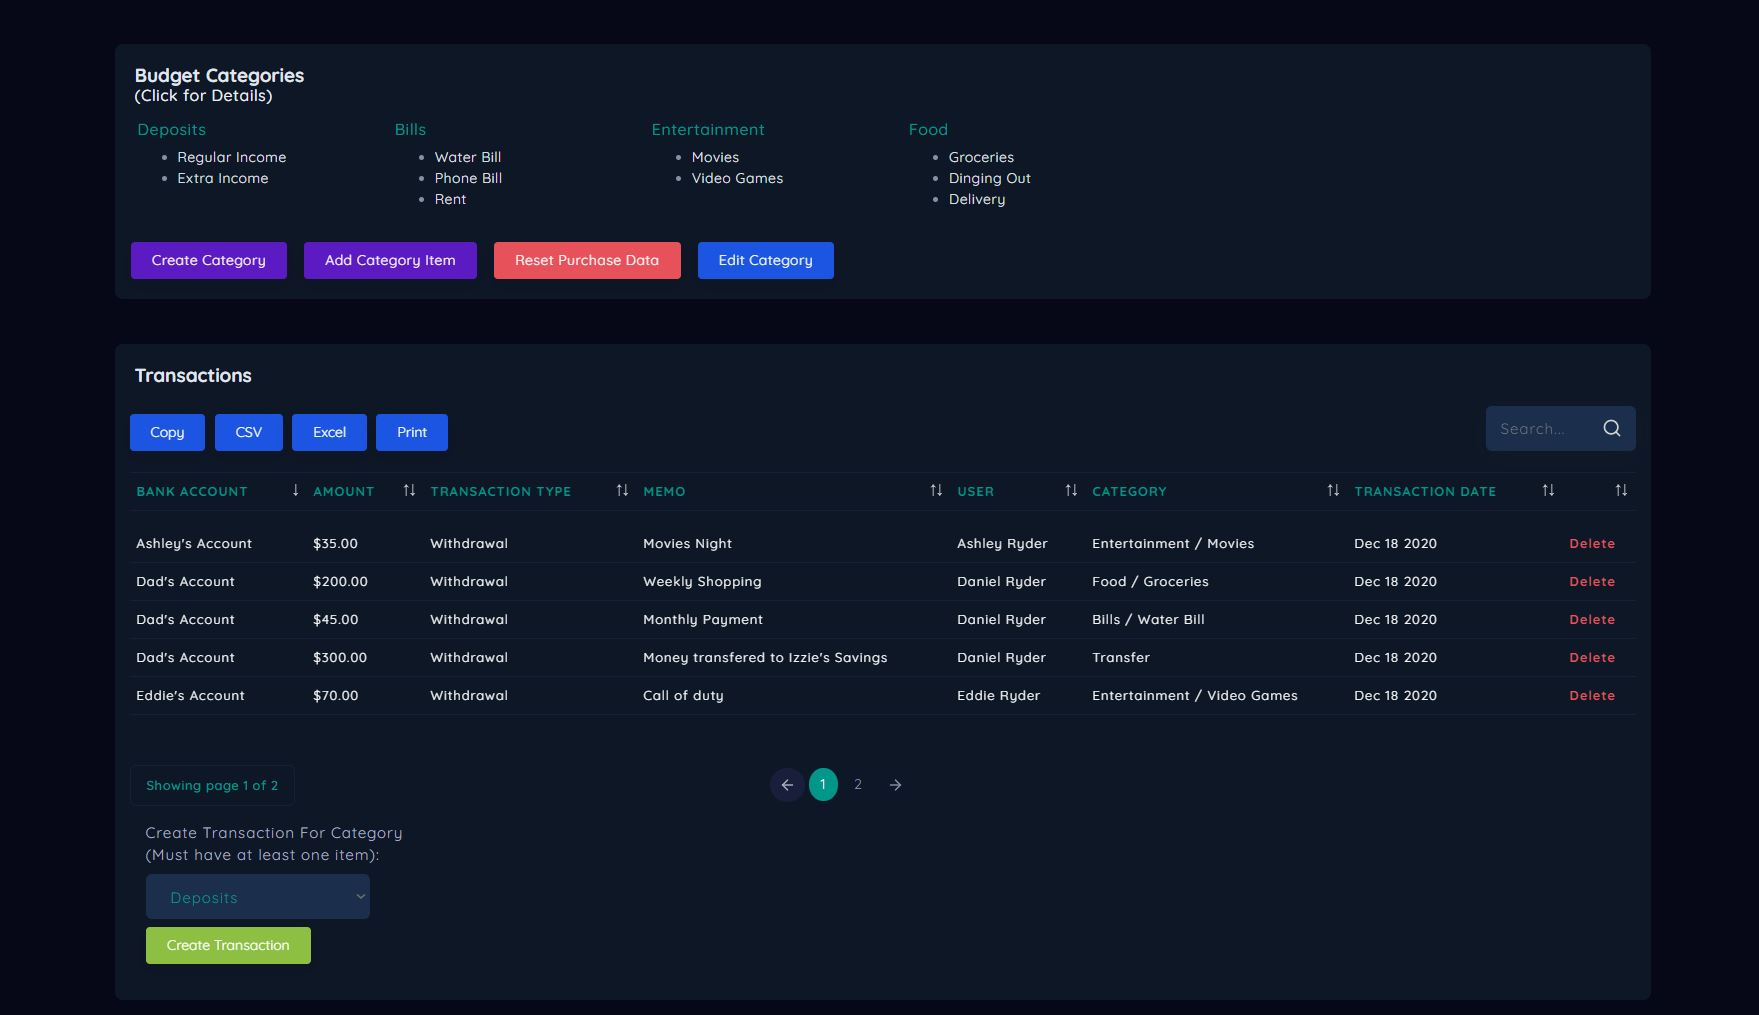 Budget Categories
(Click for Details)
Deposits Bills Entertainment Food
Regular Income Water Bill Movies Groceries
Extra Income Phone Bill Video Games Dinging Out
Rent Delivery
Create Category Add Category Item Reset Purchase Data Edit Category
Transactions
Copy CSV Excel Print Search...
BANK ACCOUNT AMOUNT TRANSACTION TYPE MEMO USER CATEGORY TRANSACTION DATE
Ashley's Account $35.00 Withdrawal Movies Night Ashley Ryder Entertainment / Movies Dec 18 2020 Delete
Dad's Account $200.00 Withdrawal Weekly Shopping Daniel Ryder Food / Groceries Dec 18 2020 Delete
Dad's Account $45.00 Withdrawal Monthly Payment Daniel Ryder Bills / Water Bill Dec 18 2020 Delete
Dad's Account $300.00 Withdrawal Money transfered to Izzie's Savings Daniel Ryder Transfer Dec 18 2020 Delete
Eddie's Account $70.00 Withdrawal Call of duty Eddie Ryder Entertainment / Video Games Dec 18 2020 Delete
Showing page 1 of 2 1 2
Create Transaction For Category
(Must have at least one item):
Deposits
Create Transaction